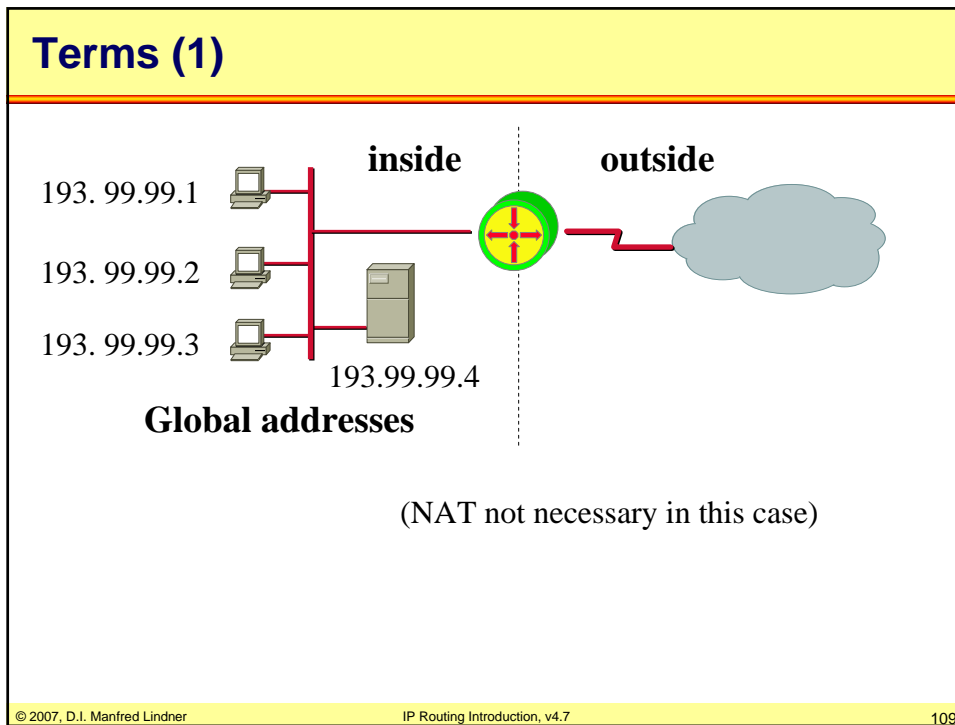 Terms (1)
inside
outside
193. 99.99.1
193. 99.99.2
193. 99.99.3
193.99.99.4
Global addresses
(NAT not necessary in this case)
© 2007, D.I. Manfred Lindner
IP Routing Introduction, v4.7
109